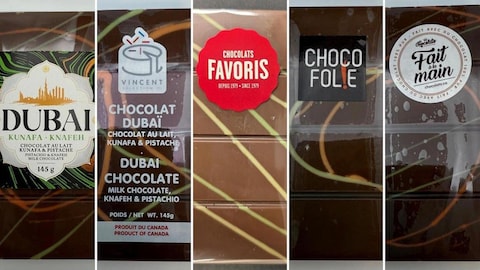 DUBAI
KUNAFA - KNAFEH
CHOCOLAT AU LAIT,
KUNAFA & PISTACHE
PISTACHIO & KNAFEH
MILK CHOCOLATE
145 g
VINCENT
CHOCOLAT
DUBAÏ
CHOCOLAT AU LAIT,
KUNAFA & PISTACHE
DUBAI
CHOCOLATE
MILK CHOCOLATE,
KNAFEH & PISTACHIO
POIDS / NET WT. 145g
PRODUIT DU CANADA
PRODUCT OF CANADA
CHOCOLATS
FAVORIS
DEPUIS 1979 • SINCE 1979
CHOCO
FOLIE
Fait
à la
main